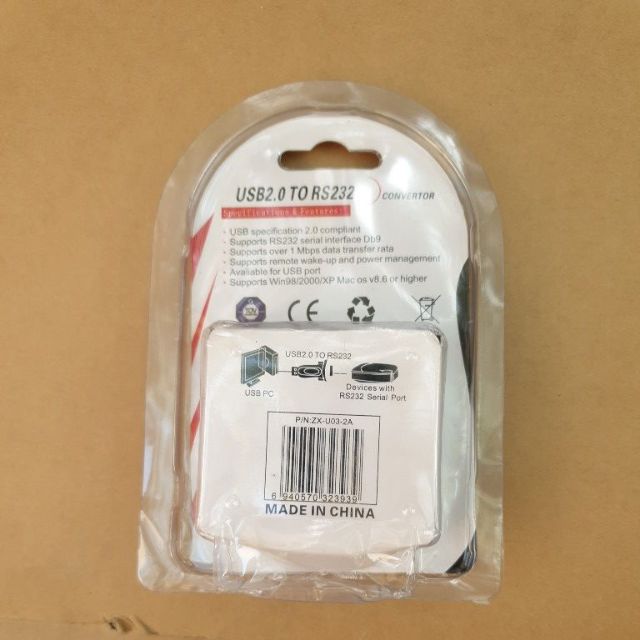 USB2.0 TO RS232 CONVERTOR
Specifications & Features:
• USB specification 2.0 compliant
• Supports RS232 serial interface Db9
• Supports over 1 Mbps data transfer rata
• Supports remote wake-up and power management
• Available for USB port
• Supports Win98/2000/XP Mac os v8.6 or higher
TÜV CE
USB2.0 TO RS232
USB PC
Devices with
RS232 Serial Port
P/N:ZX-U03-2A
6 940570 323939
MADE IN CHINA